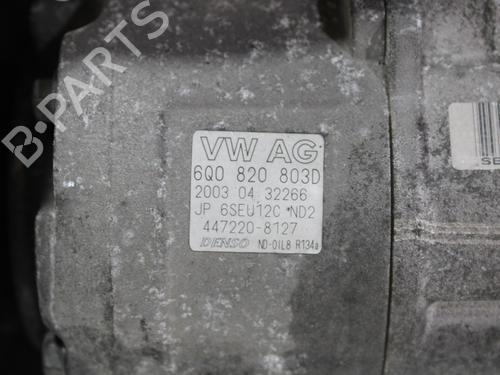 B-PARTS
VW AG
6Q0 820 803D
2003 04 32266
JP 6SEU12C *ND2
447220-8127
DENSO ND-OIL8 R134a